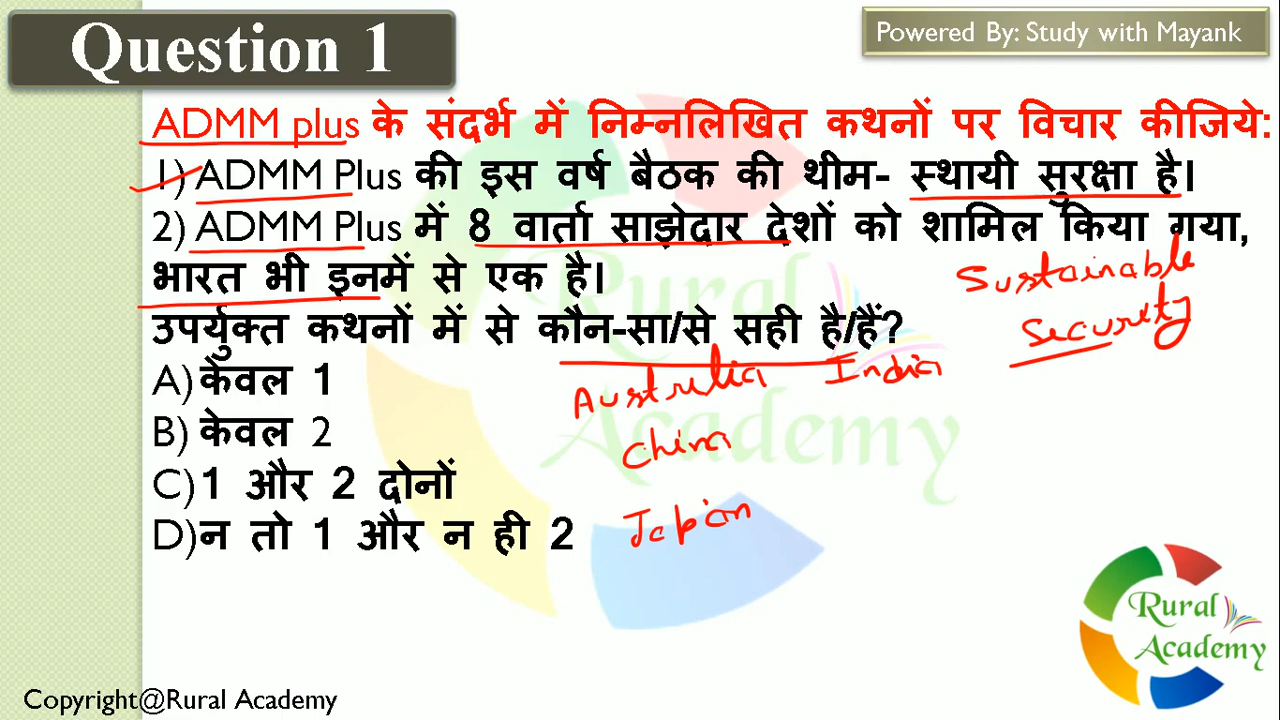 Question 1
Powered By: Study with Mayank
ADMM plus के संदर्भ में निम्नलिखित कथनों पर विचार कीजिये:
1) ADMM Plus की इस वर्ष बैठक की थीम- स्थायी सुरक्षा है।
2) ADMM Plus में 8 वार्ता साझेदार देशों को शामिल किया गया,
भारत भी इनमें से एक है।
Sustainable
Security
उपर्युक्त कथनों में से कौन-सा/से सही है/हैं?
A) केवल 1
Australia India
B) केवल 2
China
C) 1 और 2 दोनों
D) न तो 1 और न ही 2
Japan
Rural
Academy
Rural
Academy
Copyright@Rural Academy